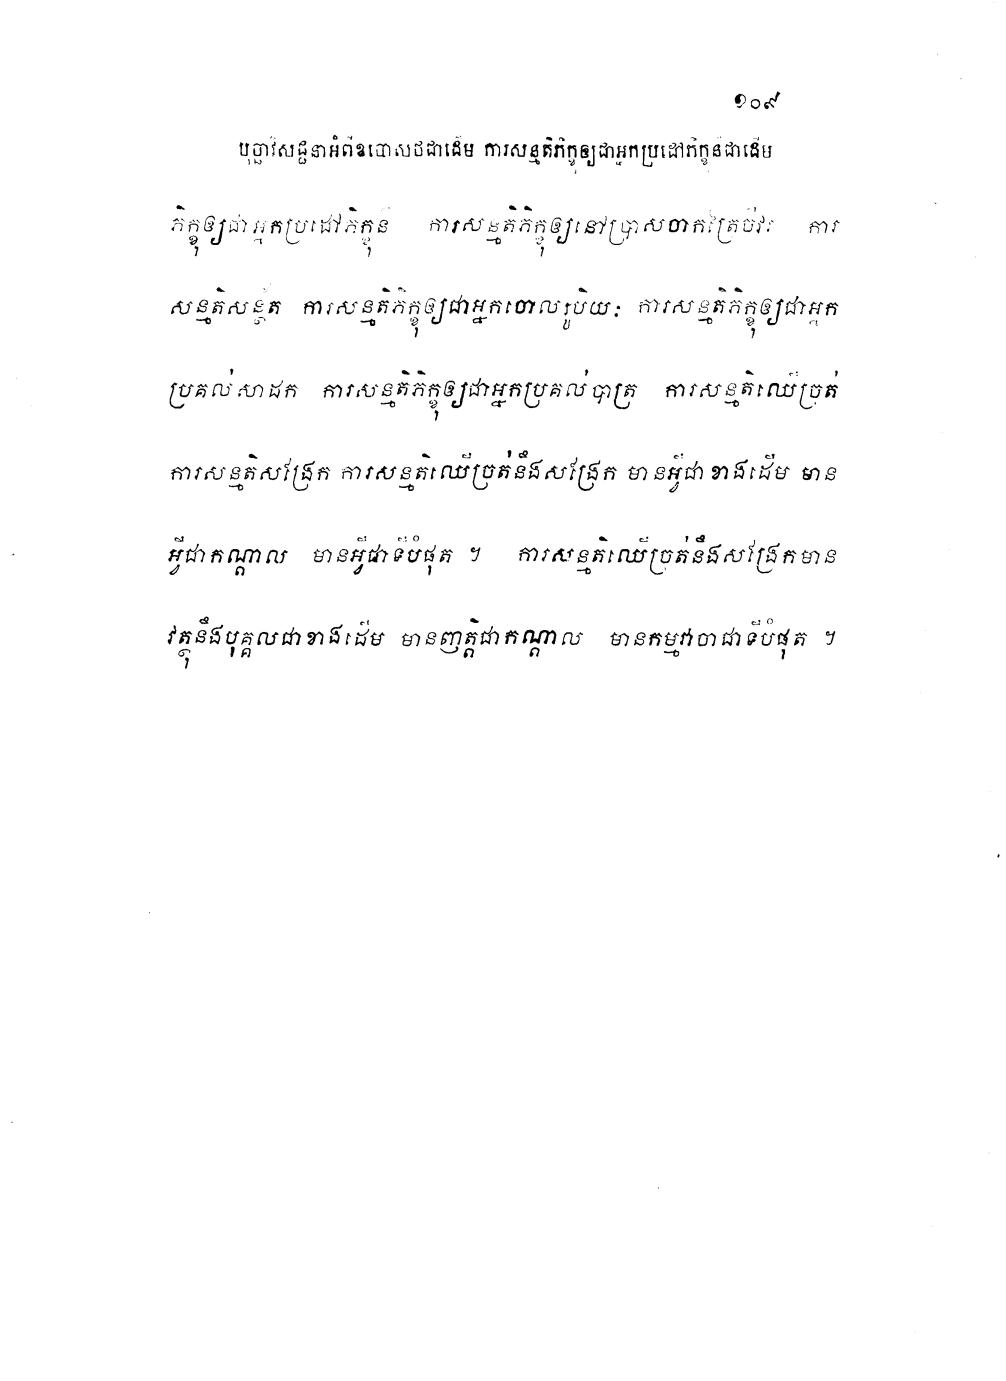 ១០៩
បុច្ឆាវិសជ្ជនាអំពីឧបោសថជាដើម ការសន្មតិភិក្ខុឲ្យជាអ្នកប្រដៅភិក្ខុនីជាដើម
ភិក្ខុឲ្យជាអ្នកប្រដៅភិក្ខុនី ការសន្មតិភិក្ខុឲ្យនៅប្រាសចាកត្រៃចីវរ ការ
សន្មតិសន្ថ័ត ការសន្មតិភិក្ខុឲ្យជាអ្នកចោលរូបិយៈ ការសន្មតិភិក្ខុឲ្យជាអ្នក
ប្រគល់សាដក ការសន្មតិភិក្ខុឲ្យជាអ្នកប្រគល់បាត្រ ការសន្មតិឈើច្រត់
ការសន្មតិសង្រែក ការសន្មតិឈើច្រត់នឹងសង្រែក មានអ្វីជាខាងដើម មាន
អ្វីជាកណ្តាល មានអ្វីជាទីបំផុត ។ ការសន្មតិឈើច្រត់នឹងសង្រែកមាន
វត្ថុនឹងបុគ្គលជាខាងដើម មានញត្តិជាកណ្តាល មានកម្មវាចាជាទីបំផុត ។